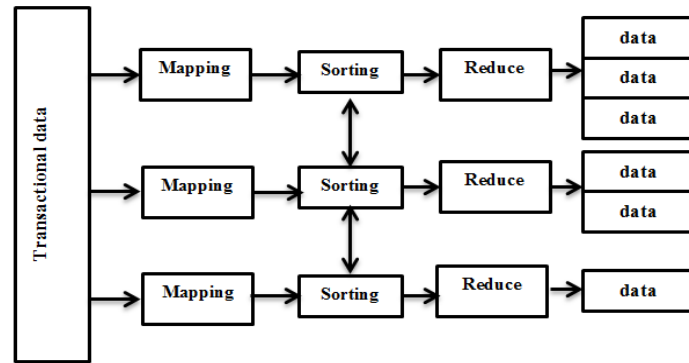 Transactional data
Mapping
Sorting
Reduce
data
data
data
Mapping
Sorting
Reduce
data
data
Mapping
Sorting
Reduce
data